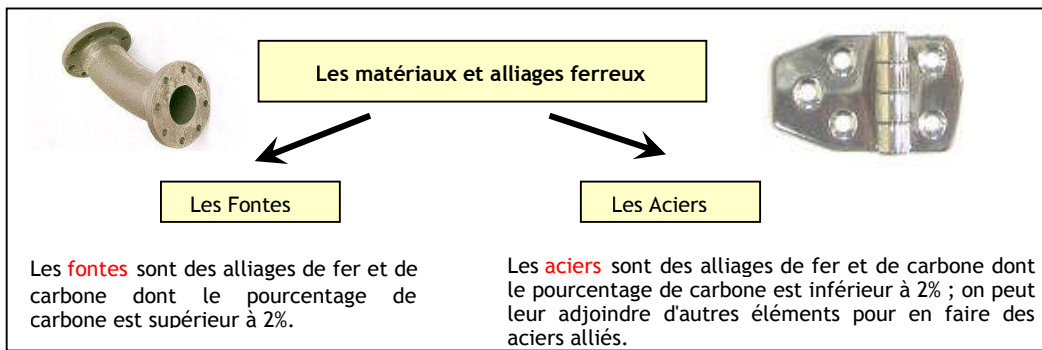 Les matériaux et alliages ferreux
Les Fontes
Les Aciers
Les fontes sont des alliages de fer et de
carbone dont le pourcentage de
carbone est supérieur à 2%.
Les aciers sont des alliages de fer et de carbone dont
le pourcentage de carbone est inférieur à 2% ; on peut
leur adjoindre d'autres éléments pour en faire des
aciers alliés.